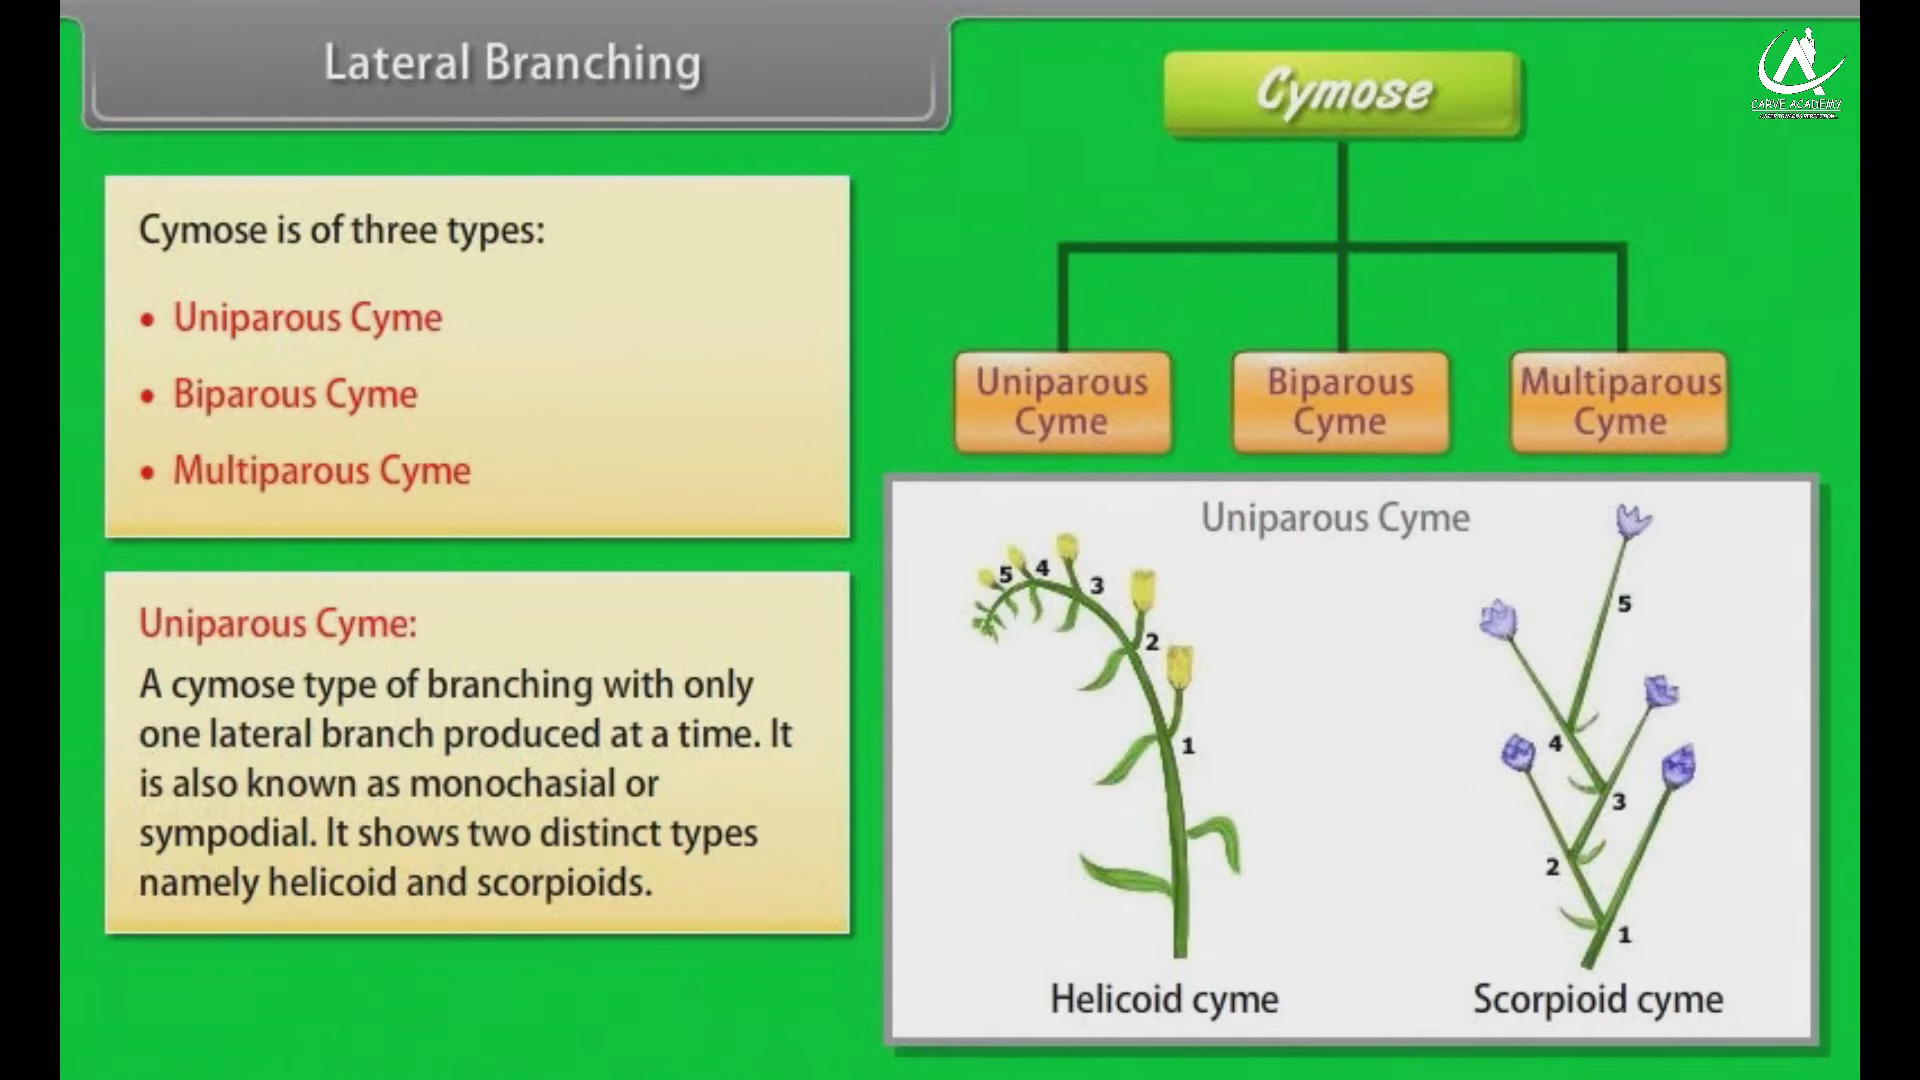 Lateral Branching
Cymose
CARVE ACADEMY
Cymose is of three types:
• Uniparous Cyme
• Biparous Cyme
• Multiparous Cyme
Uniparous
Cyme
Biparous
Cyme
Multiparous
Cyme
Uniparous Cyme:
A cymose type of branching with only
one lateral branch produced at a time. It
is also known as monochasial or
sympodial. It shows two distinct types
namely helicoid and scorpioids.
Uniparous Cyme
5
4
3
2
1
Helicoid cyme
5
4
3
2
1
Scorpioid cyme